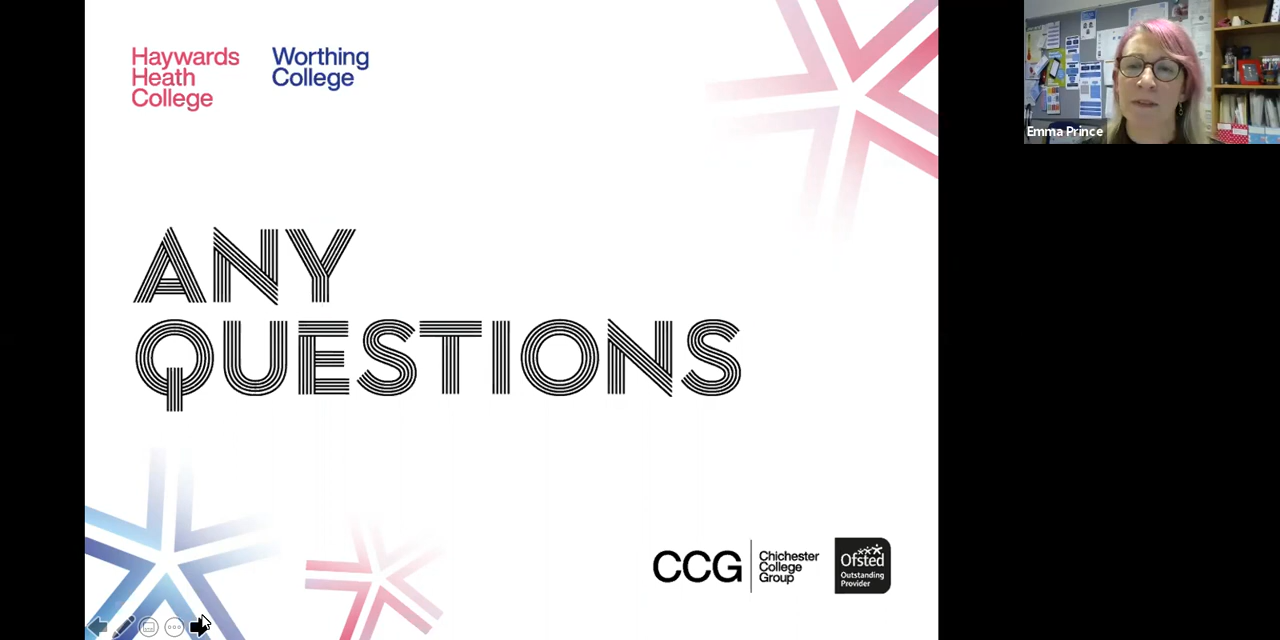 Haywards
Heath
College
Worthing
College
Emma Prince
ANY
QUESTIONS
CCG
Chichester
College
Group
Ofsted
Outstanding
Provider